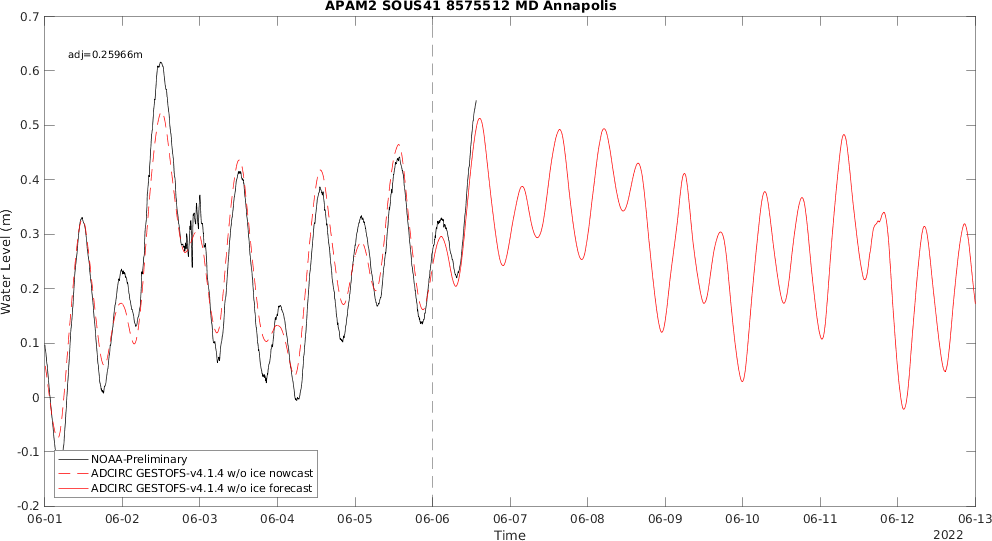 APAM2 SOUS41 8575512 MD Annapolis
adj=0.25966m
0.7
0.6
0.5
0.4
0.3
0.2
0.1
0
-0.1
-0.2
Water Level (m)
NOAA-Preliminary
ADCIRC GESTOFS-v4.1.4 w/o ice nowcast
ADCIRC GESTOFS-v4.1.4 w/o ice forecast
06-01 06-02 06-03 06-04 06-05 06-06 06-07 06-08 06-09 06-10 06-11 06-12 06-13
Time
2022